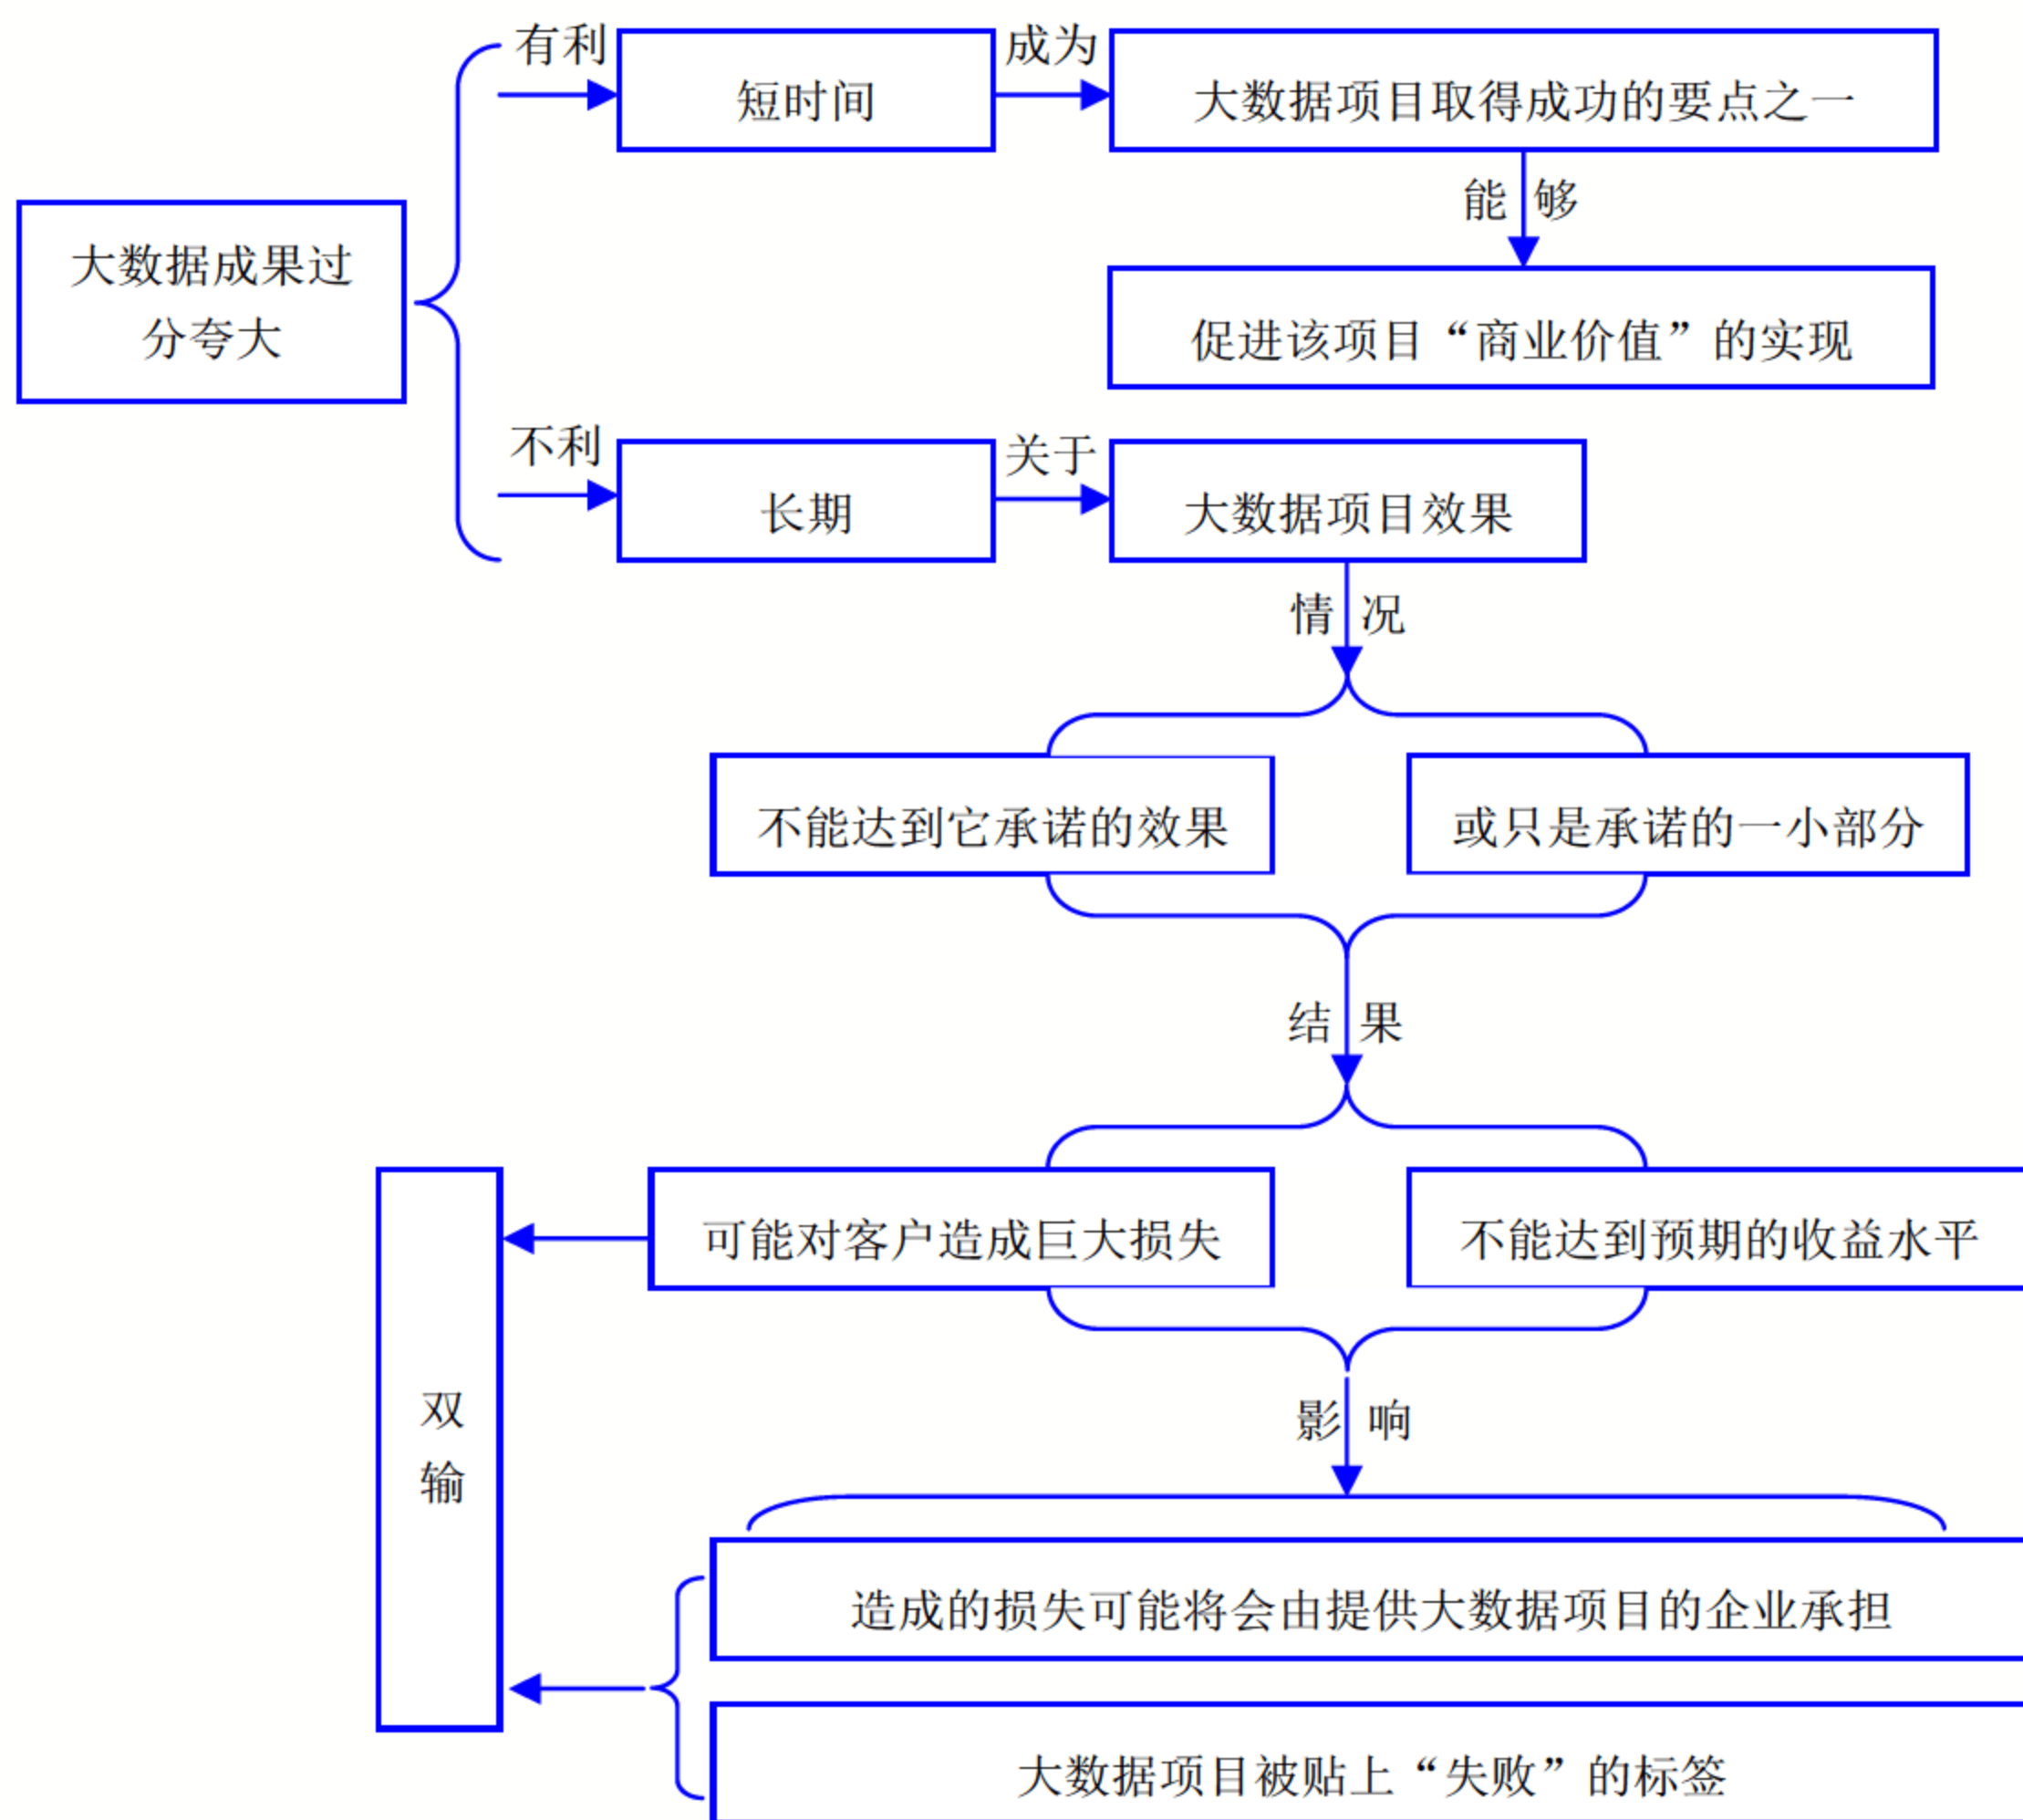 有利
短时间
成为
大数据项目取得成功的要点之一
能够
促进该项目“商业价值”的实现
大数据成果过
分夸大
不利
长期
关于
大数据项目效果
情况
不能达到它承诺的效果
或只是承诺的一小部分
结果
可能对客户造成巨大损失
不能达到预期的收益水平
影响
双
输
造成的损失可能将会由提供大数据项目的企业承担
大数据项目被贴上“失败”的标签